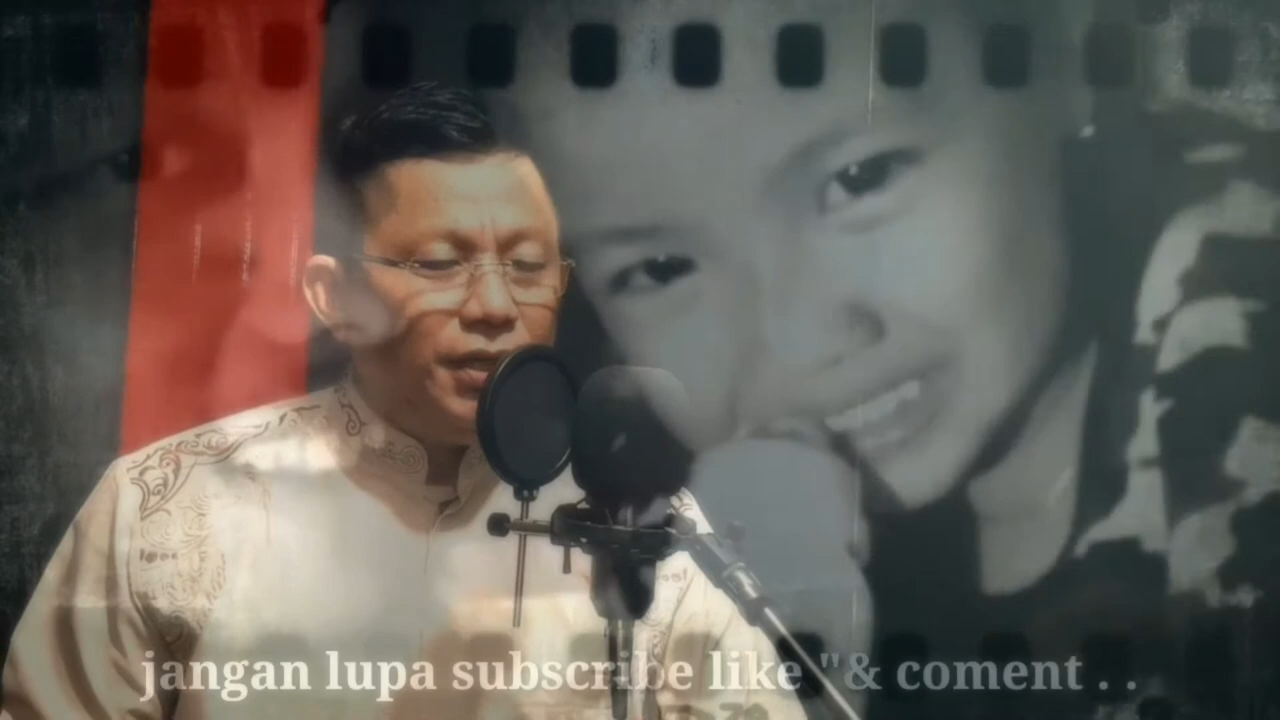 jangan lupa subscribe like "& coment . .